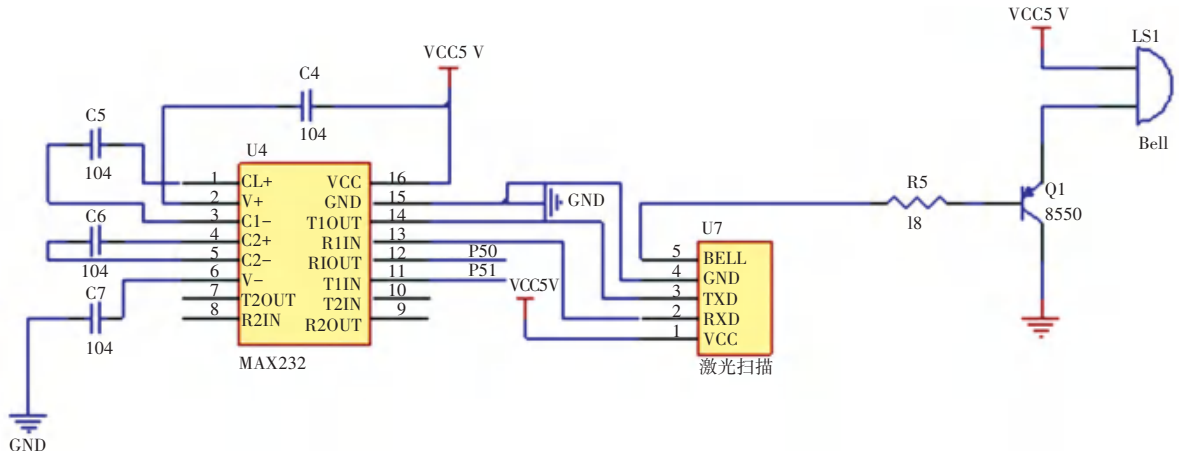 VCC5 V
LS1
Bell
VCC5 V
C4
104
C5
104
C6
104
C7
104
GND
U4
1 CL+
2 V+
3 C1-
4 C2+
5 C2-
6 V-
7 T2OUT
8 R2IN
VCC 16
GND 15
T1OUT 14
R1IN 13
RIOUT 12
T1IN 11
T2IN 10
R2OUT 9
MAX232
GND
P50
P51
VCC5V
U7
5 BELL
4 GND
3 TXD
2 RXD
1 VCC
激光扫描
R5
18
Q1
8550